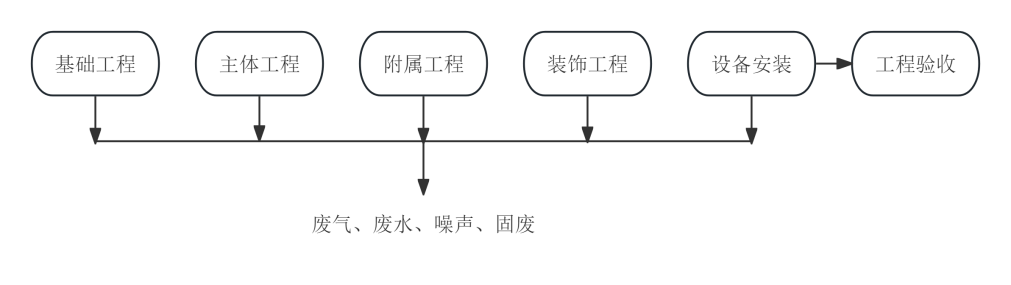 基础工程
主体工程
附属工程
装饰工程
设备安装
工程验收
废气、废水、噪声、固废